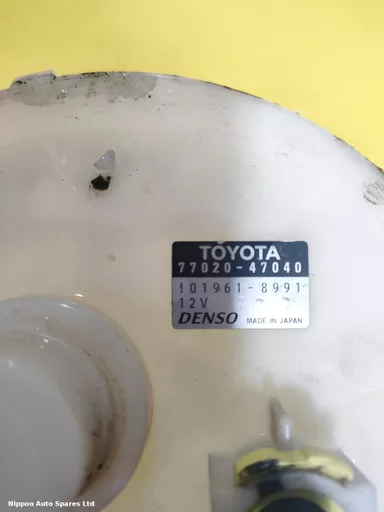 TOYOTA
77020-47040
101961-8991
12V
DENSO MADE IN JAPAN
Nippon Auto Spares Ltd